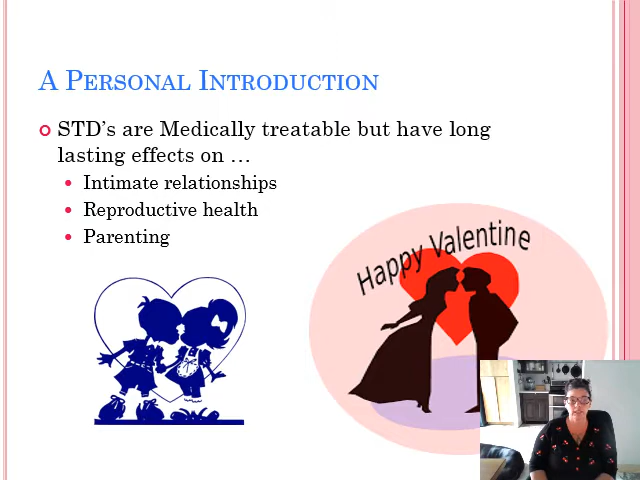 A Personal Introduction
STD's are Medically treatable but have long
lasting effects on …
Intimate relationships
Reproductive health
Parenting
Happy Valentine